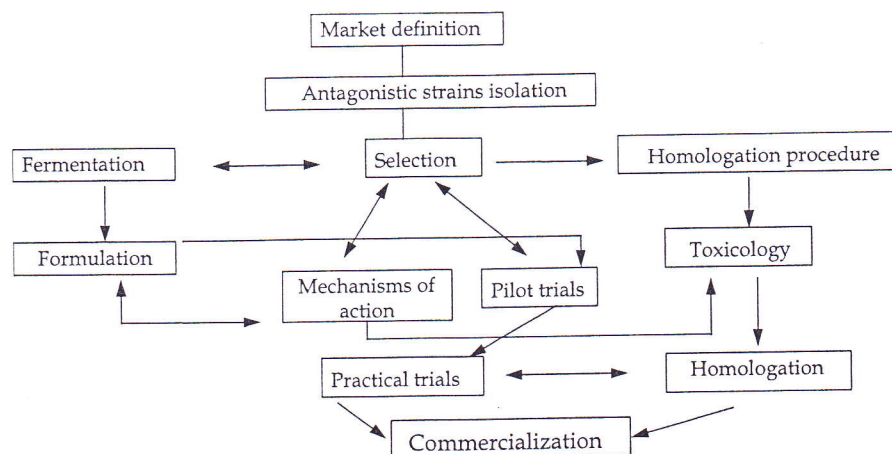 Market definition
Antagonistic strains isolation
Fermentation
Selection
Homologation procedure
Formulation
Mechanisms of
action
Pilot trials
Toxicology
Practical trials
Homologation
Commercialization